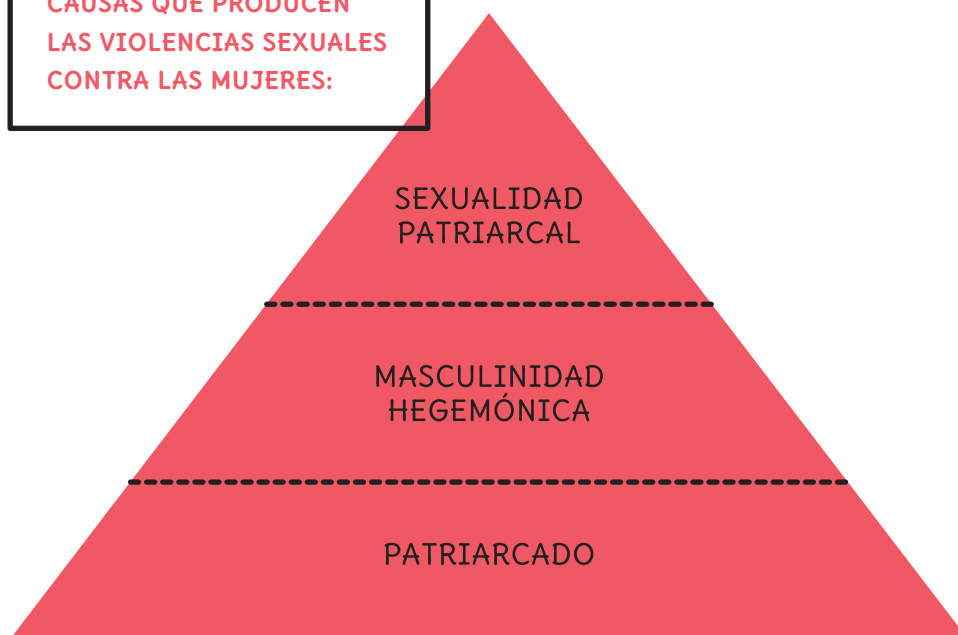 CAUSAS QUE PRODUCEN
LAS VIOLENCIAS SEXUALES
CONTRA LAS MUJERES:
SEXUALIDAD
PATRIARCAL
MASCULINIDAD
HEGEMÓNICA
PATRIARCADO